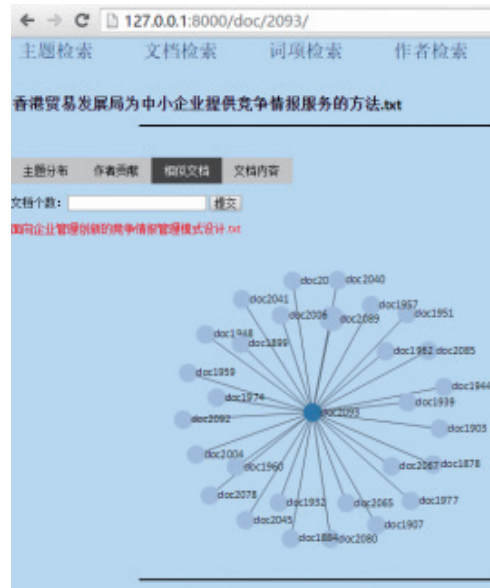 127.0.0.1:8000/doc/2093/
主题检索 文档检索 词项检索 作者检索
香港贸易发展局为中小企业提供竞争情报服务的方法.txt
主题分布 作者贡献 相似文档 文档内容
文档个数： 提交
面向企业管理创新的竞争情报管理模式设计.txt
doc20 doc2040
doc2041 doc1957
doc2006 doc2089 doc1951
doc1948
doc1899 doc1962 doc2085
doc1959
doc1944
doc1974 doc1939
doc2092 doc2093
doc1903
doc2004
doc1960 doc2067 doc1878
doc2078 doc1932 doc2065 doc1977
doc2045 doc1907
doc1884 doc2080